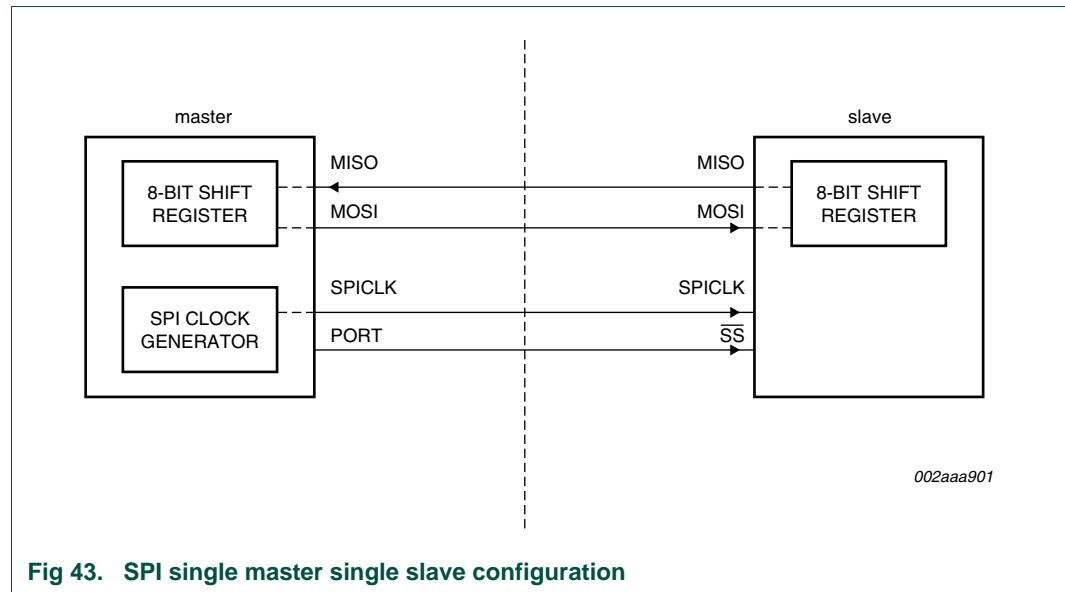 master
slave
8-BIT SHIFT
REGISTER
MISO
MISO
MOSI
MOSI
8-BIT SHIFT
REGISTER
SPI CLOCK
GENERATOR
SPICLK
SPICLK
PORT
S̅S̅
002aaa901
Fig 43. SPI single master single slave configuration